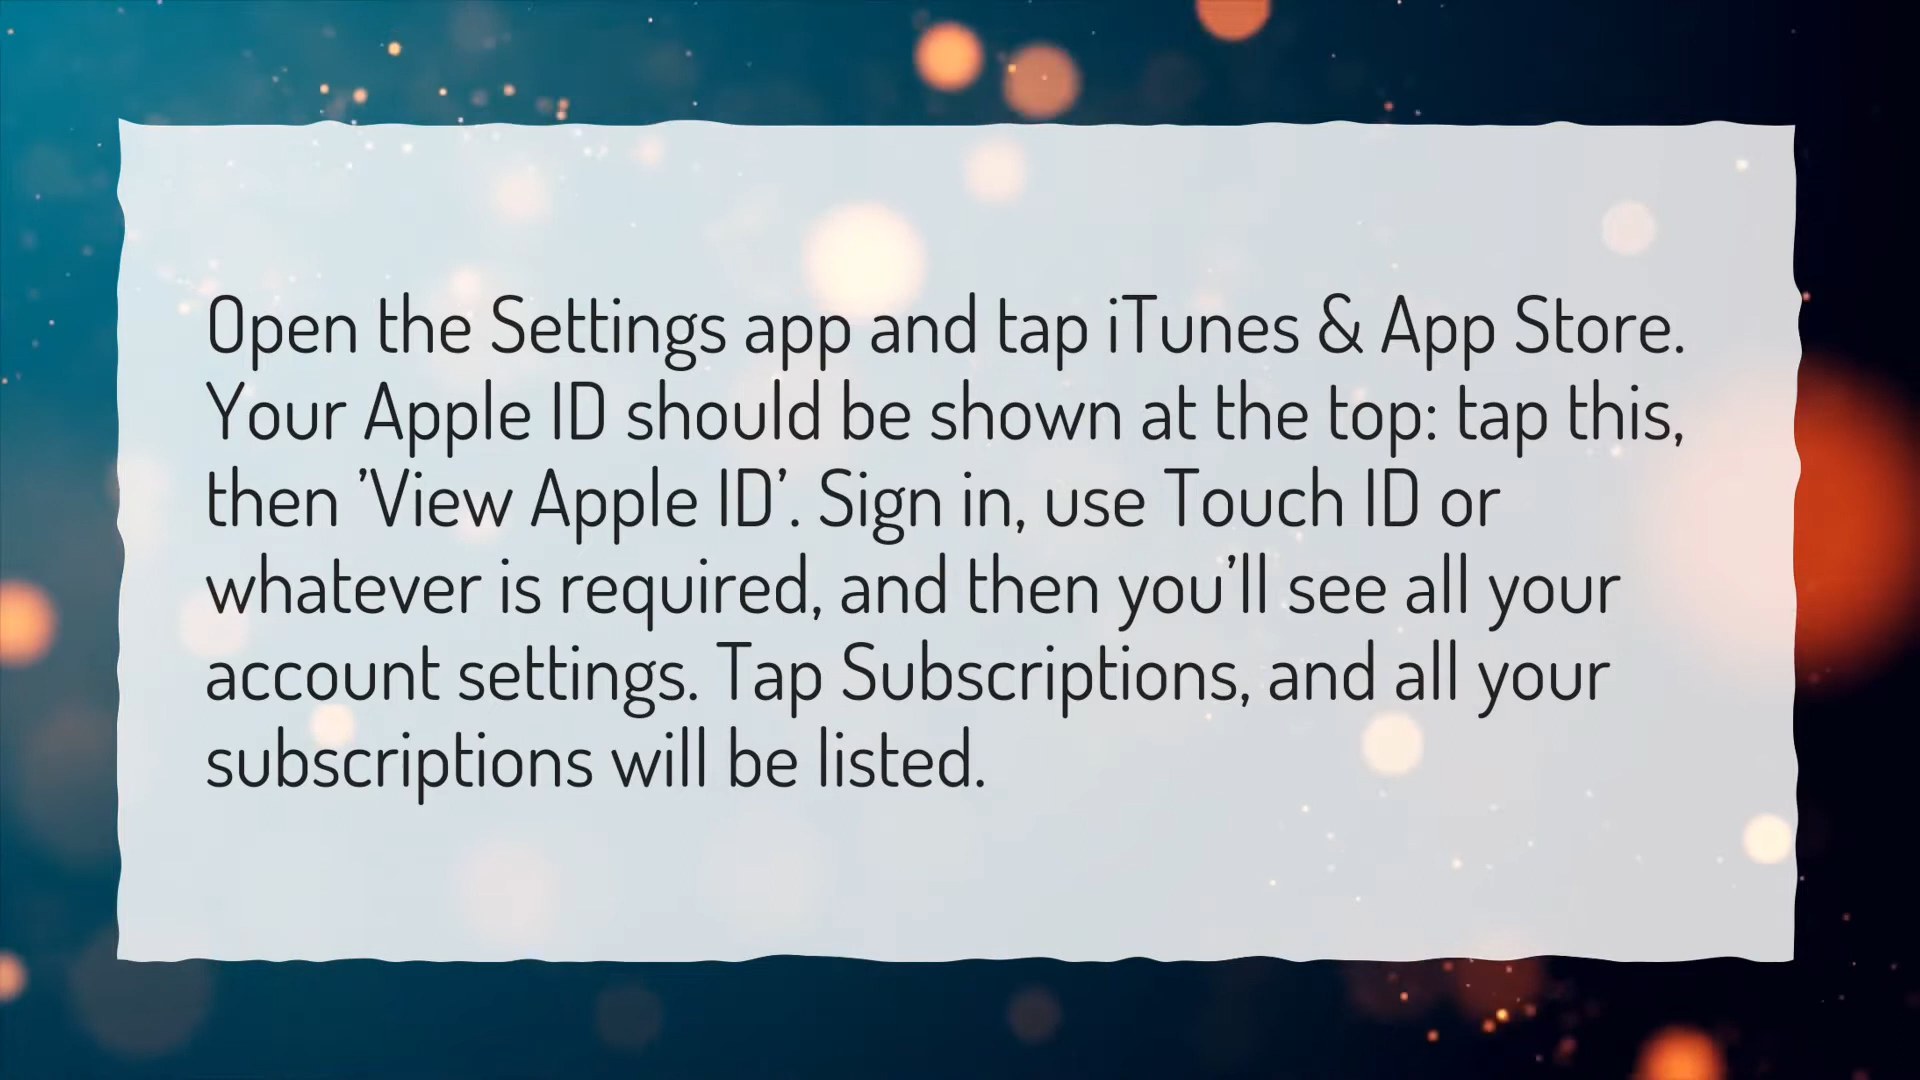 Open the Settings app and tap iTunes & App Store.
Your Apple ID should be shown at the top: tap this,
then ’View Apple ID’. Sign in, use Touch ID or
whatever is required, and then you’ll see all your
account settings. Tap Subscriptions, and all your
subscriptions will be listed.